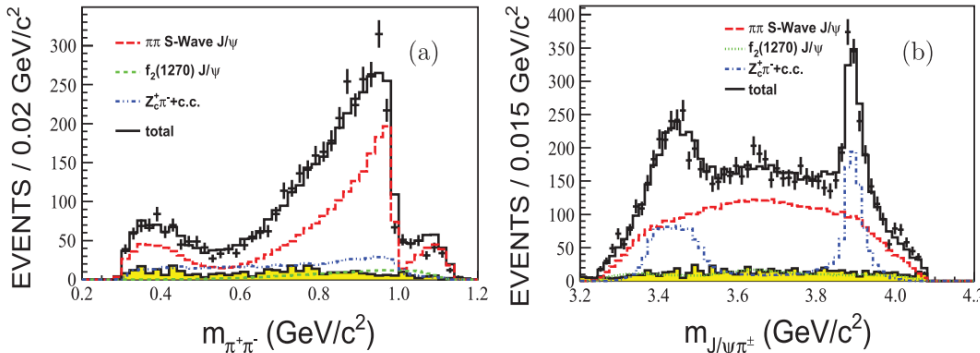 EVENTS / 0.02 GeV/c²
300
250
200
150
100
50
0
0.2 0.4 0.6 0.8 1.0 1.2
m_π⁺π⁻ (GeV/c²)
ππ S-Wave J/ψ
f₂(1270) J/ψ
Z_c⁺π⁻+c.c.
total
(a)
EVENTS / 0.015 GeV/c²
400
350
300
250
200
150
100
50
0
3.2 3.4 3.6 3.8 4.0 4.2
m_J/ψπ± (GeV/c²)
ππ S-Wave J/ψ
f₂(1270) J/ψ
Z_c⁺π⁻+c.c.
total
(b)